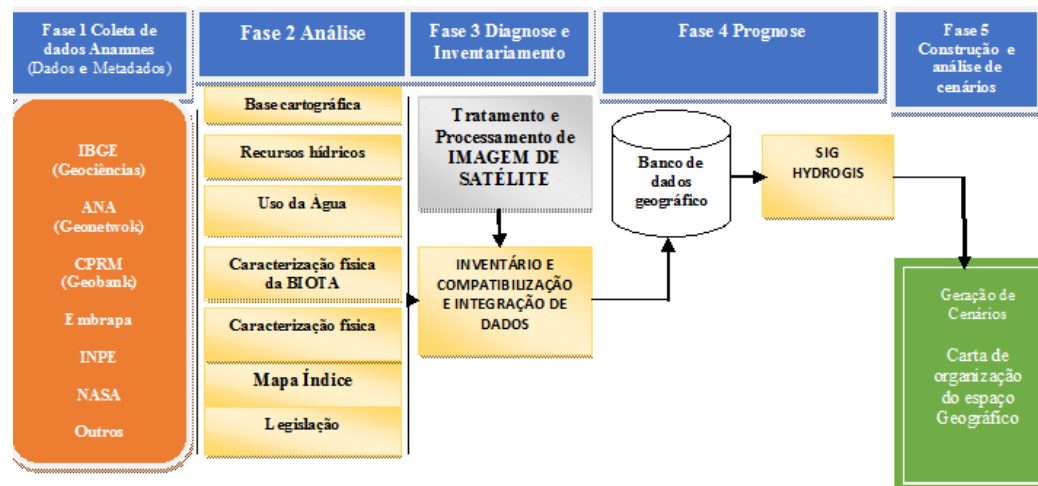 Fase 1 Coleta de
dados Anamnes
(Dados e Metadados)
Fase 2 Análise
Fase 3 Diagnose e
Inventariamento
Fase 4 Prognose
Fase 5
Construção e
análise de
cenários
IBGE
(Geociências)
ANA
(Geonetwok)
CPRM
(Geobank)
Embrapa
INPE
NASA
Outros
Base cartográfica
Recursos hídricos
Uso da Água
Caracterização física
da BIOTA
Caracterização física
Mapa Índice
Legislação
Tratamento e
Processamento de
IMAGEM DE
SATÉLITE
INVENTÁRIO E
COMPATIBILIZAÇÃO
E INTEGRAÇÃO DE
DADOS
Banco de
dados
geográfico
SIG
HYDROGIS
Geração de
Cenários
Carta de
organização
do espaço
Geográfico